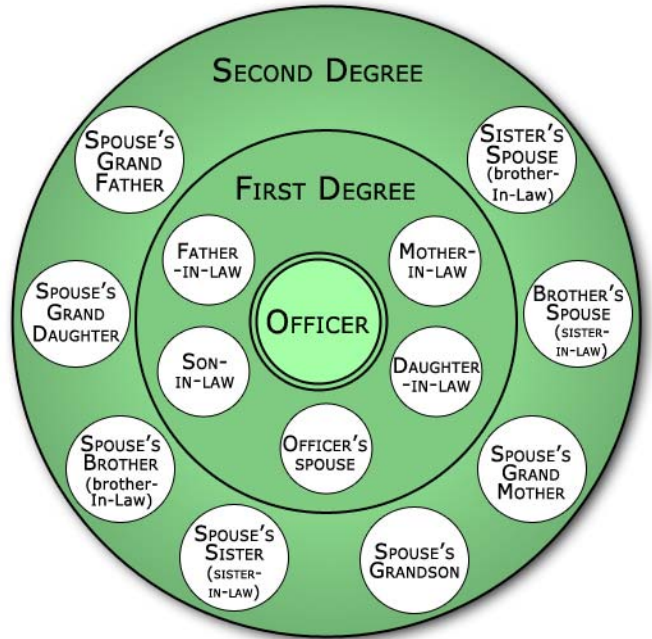 SECOND DEGREE
SPOUSE'S
GRAND
FATHER
SISTER'S
SPOUSE
(brother-
In-Law)
FIRST DEGREE
FATHER
-IN-LAW
MOTHER-
IN-LAW
SPOUSE'S
GRAND
DAUGHTER
OFFICER
BROTHER'S
SPOUSE
(SISTER-
IN-LAW)
SON-
IN-LAW
DAUGHTER
-IN-LAW
SPOUSE'S
BROTHER
(brother-
In-Law)
OFFICER'S
SPOUSE
SPOUSE'S
GRAND
MOTHER
SPOUSE'S
SISTER
(SISTER-
IN-LAW)
SPOUSE'S
GRANDSON